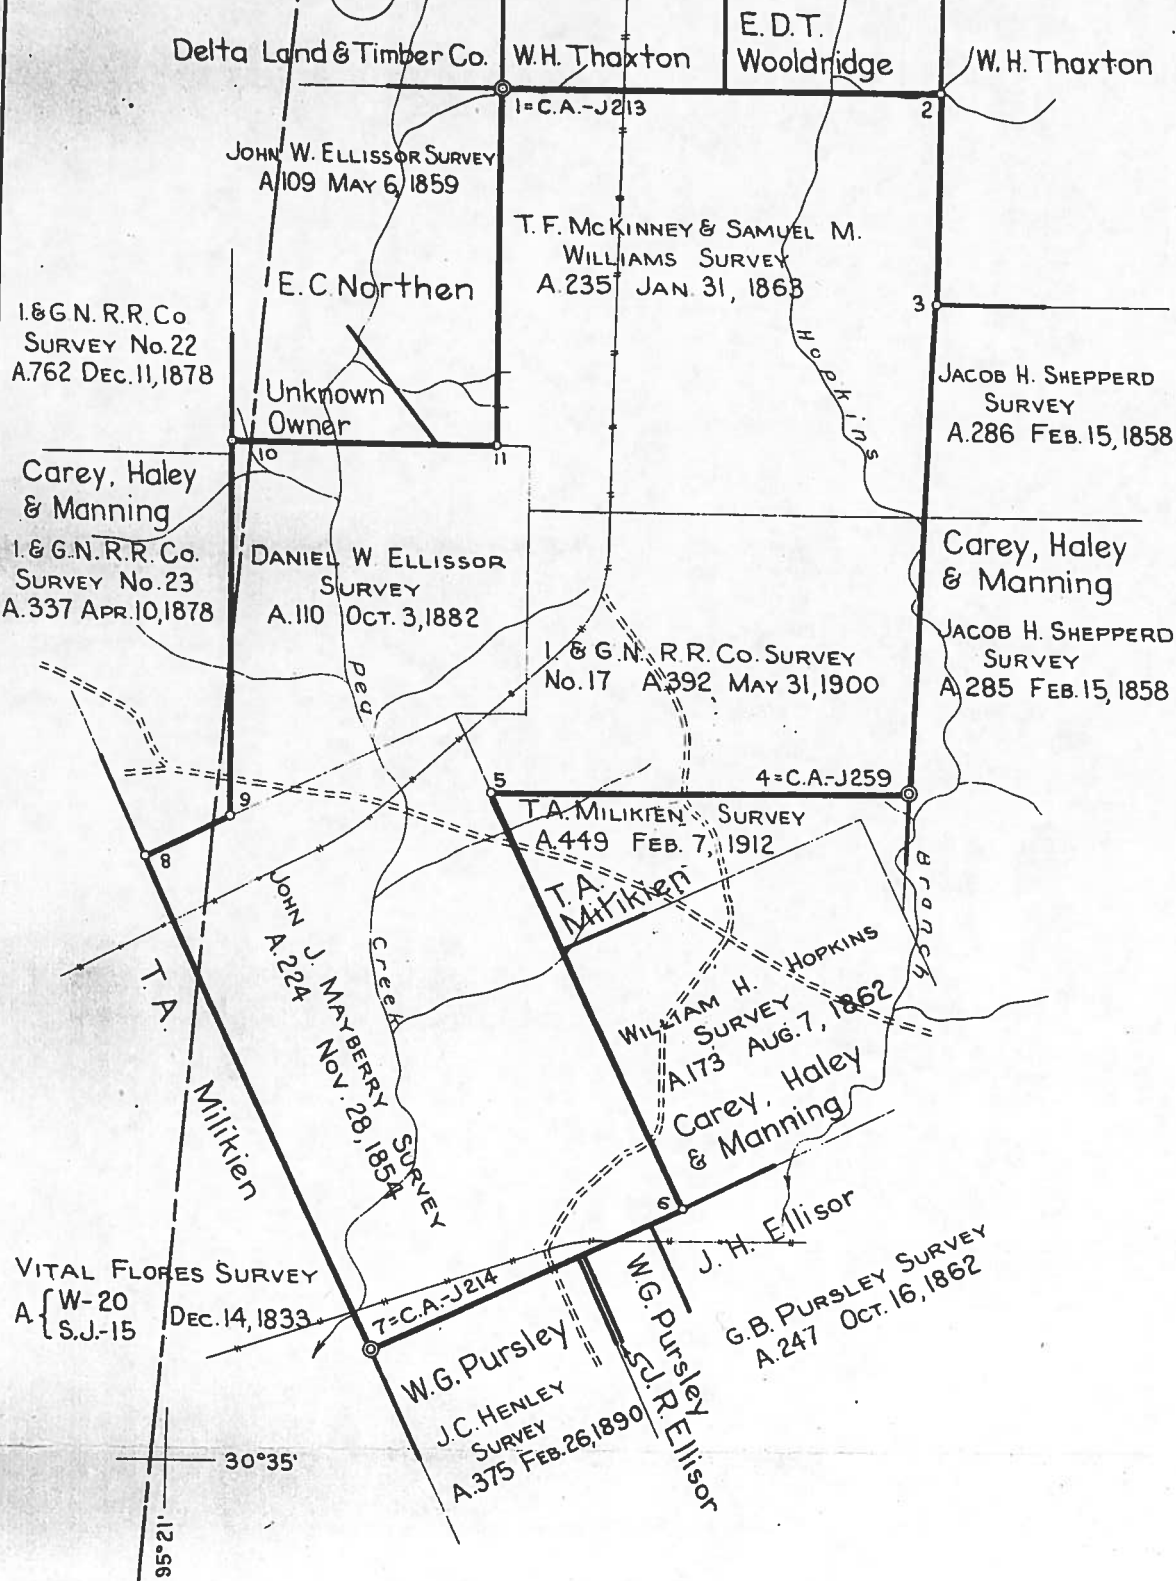 Delta Land & Timber Co.
W.H. Thaxton
E.D.T.
Wooldridge
W.H. Thaxton
1=C.A.-J213
2
JOHN W. ELLISSOR SURVEY
A109 MAY 6, 1859
T. F. McKINNEY & SAMUEL M.
WILLIAMS SURVEY
A.235 JAN. 31, 1863
E.C. Northen
3
I.&G.N. R.R. Co
SURVEY No. 22
A.762 DEC. 11, 1878
Hopkins
JACOB H. SHEPPERD
SURVEY
A.286 FEB. 15, 1858
Unknown
Owner
10
11
Carey, Haley
& Manning
I.&G.N.R.R. Co.
SURVEY No. 23
A.337 APR. 10, 1878
DANIEL W ELLISSOR
SURVEY
A.110 OCT. 3, 1882
Carey, Haley
& Manning
JACOB H. SHEPPERD
SURVEY
A.285 FEB. 15, 1858
I. & G.N. R.R. Co. SURVEY
No. 17 A392 MAY 31, 1900
Pea
5
4=C.A.-J259
9
T.A. MILIKIEN SURVEY
A.449 FEB. 7, 1912
8
Branch
T. A.
Milikien
JOHN J. MAYBERRY SURVEY
A.224 NOV. 28, 1854
Creek
T. A.
Milikien
WILLIAM H. HOPKINS
SURVEY
A.173 AUG. 7, 1862
Carey, Haley
& Manning
6
J. H. Ellisor
VITAL FLORES SURVEY
A { W-20
S.J.-15
DEC. 14, 1833
7=C.A.-J214
W.G. Pursley
W.G. Pursley
S.J.R. Ellisor
G.B. PURSLEY SURVEY
A.247 OCT. 16, 1862
J.C. HENLEY
SURVEY
A.375 FEB. 26, 1890
30°35'
95°21'